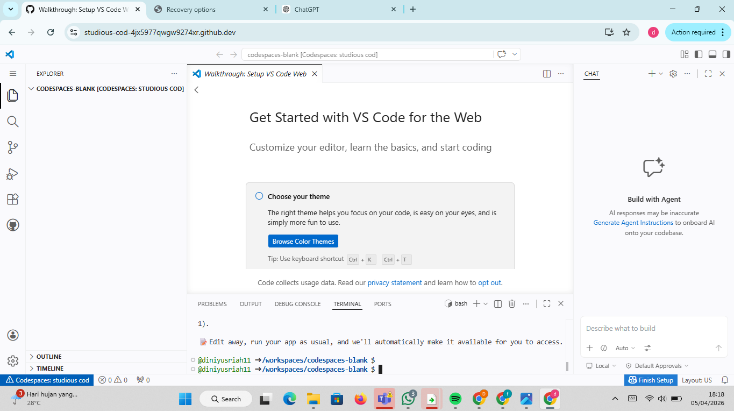 Walkthrough: Setup VS Code W
Recovery options
ChatGPT
studious-cod-4jx5977qwgw9274xr.github.dev
d
Action required
codespaces-blank [Codespaces: studious cod]
EXPLORER
CODESPACES-BLANK [CODESPACES: STUDIOUS COD]
OUTLINE
TIMELINE
Walkthrough: Setup VS Code Web
Get Started with VS Code for the Web
Customize your editor, learn the basics, and start coding
Choose your theme
The right theme helps you focus on your code, is easy on your eyes, and is
simply more fun to use.
Browse Color Themes
Tip: Use keyboard shortcut Ctrl + K Ctrl + T
Code collects usage data. Read our privacy statement and learn how to opt out.
PROBLEMS OUTPUT DEBUG CONSOLE TERMINAL PORTS
bash
1).
Edit away, run your app as usual, and we'll automatically make it available for you to access.
@diniyusriah11 →/workspaces/codespaces-blank $
@diniyusriah11 →/workspaces/codespaces-blank $
CHAT
Build with Agent
AI responses may be inaccurate
Generate Agent Instructions to onboard AI
onto your codebase.
Describe what to build
Auto
Local
Default Approvals
Codespaces: studious cod
0 0
0
Finish Setup
Layout: US
3
Hari hujan yang...
28°C
Search
18:18
05/04/2026